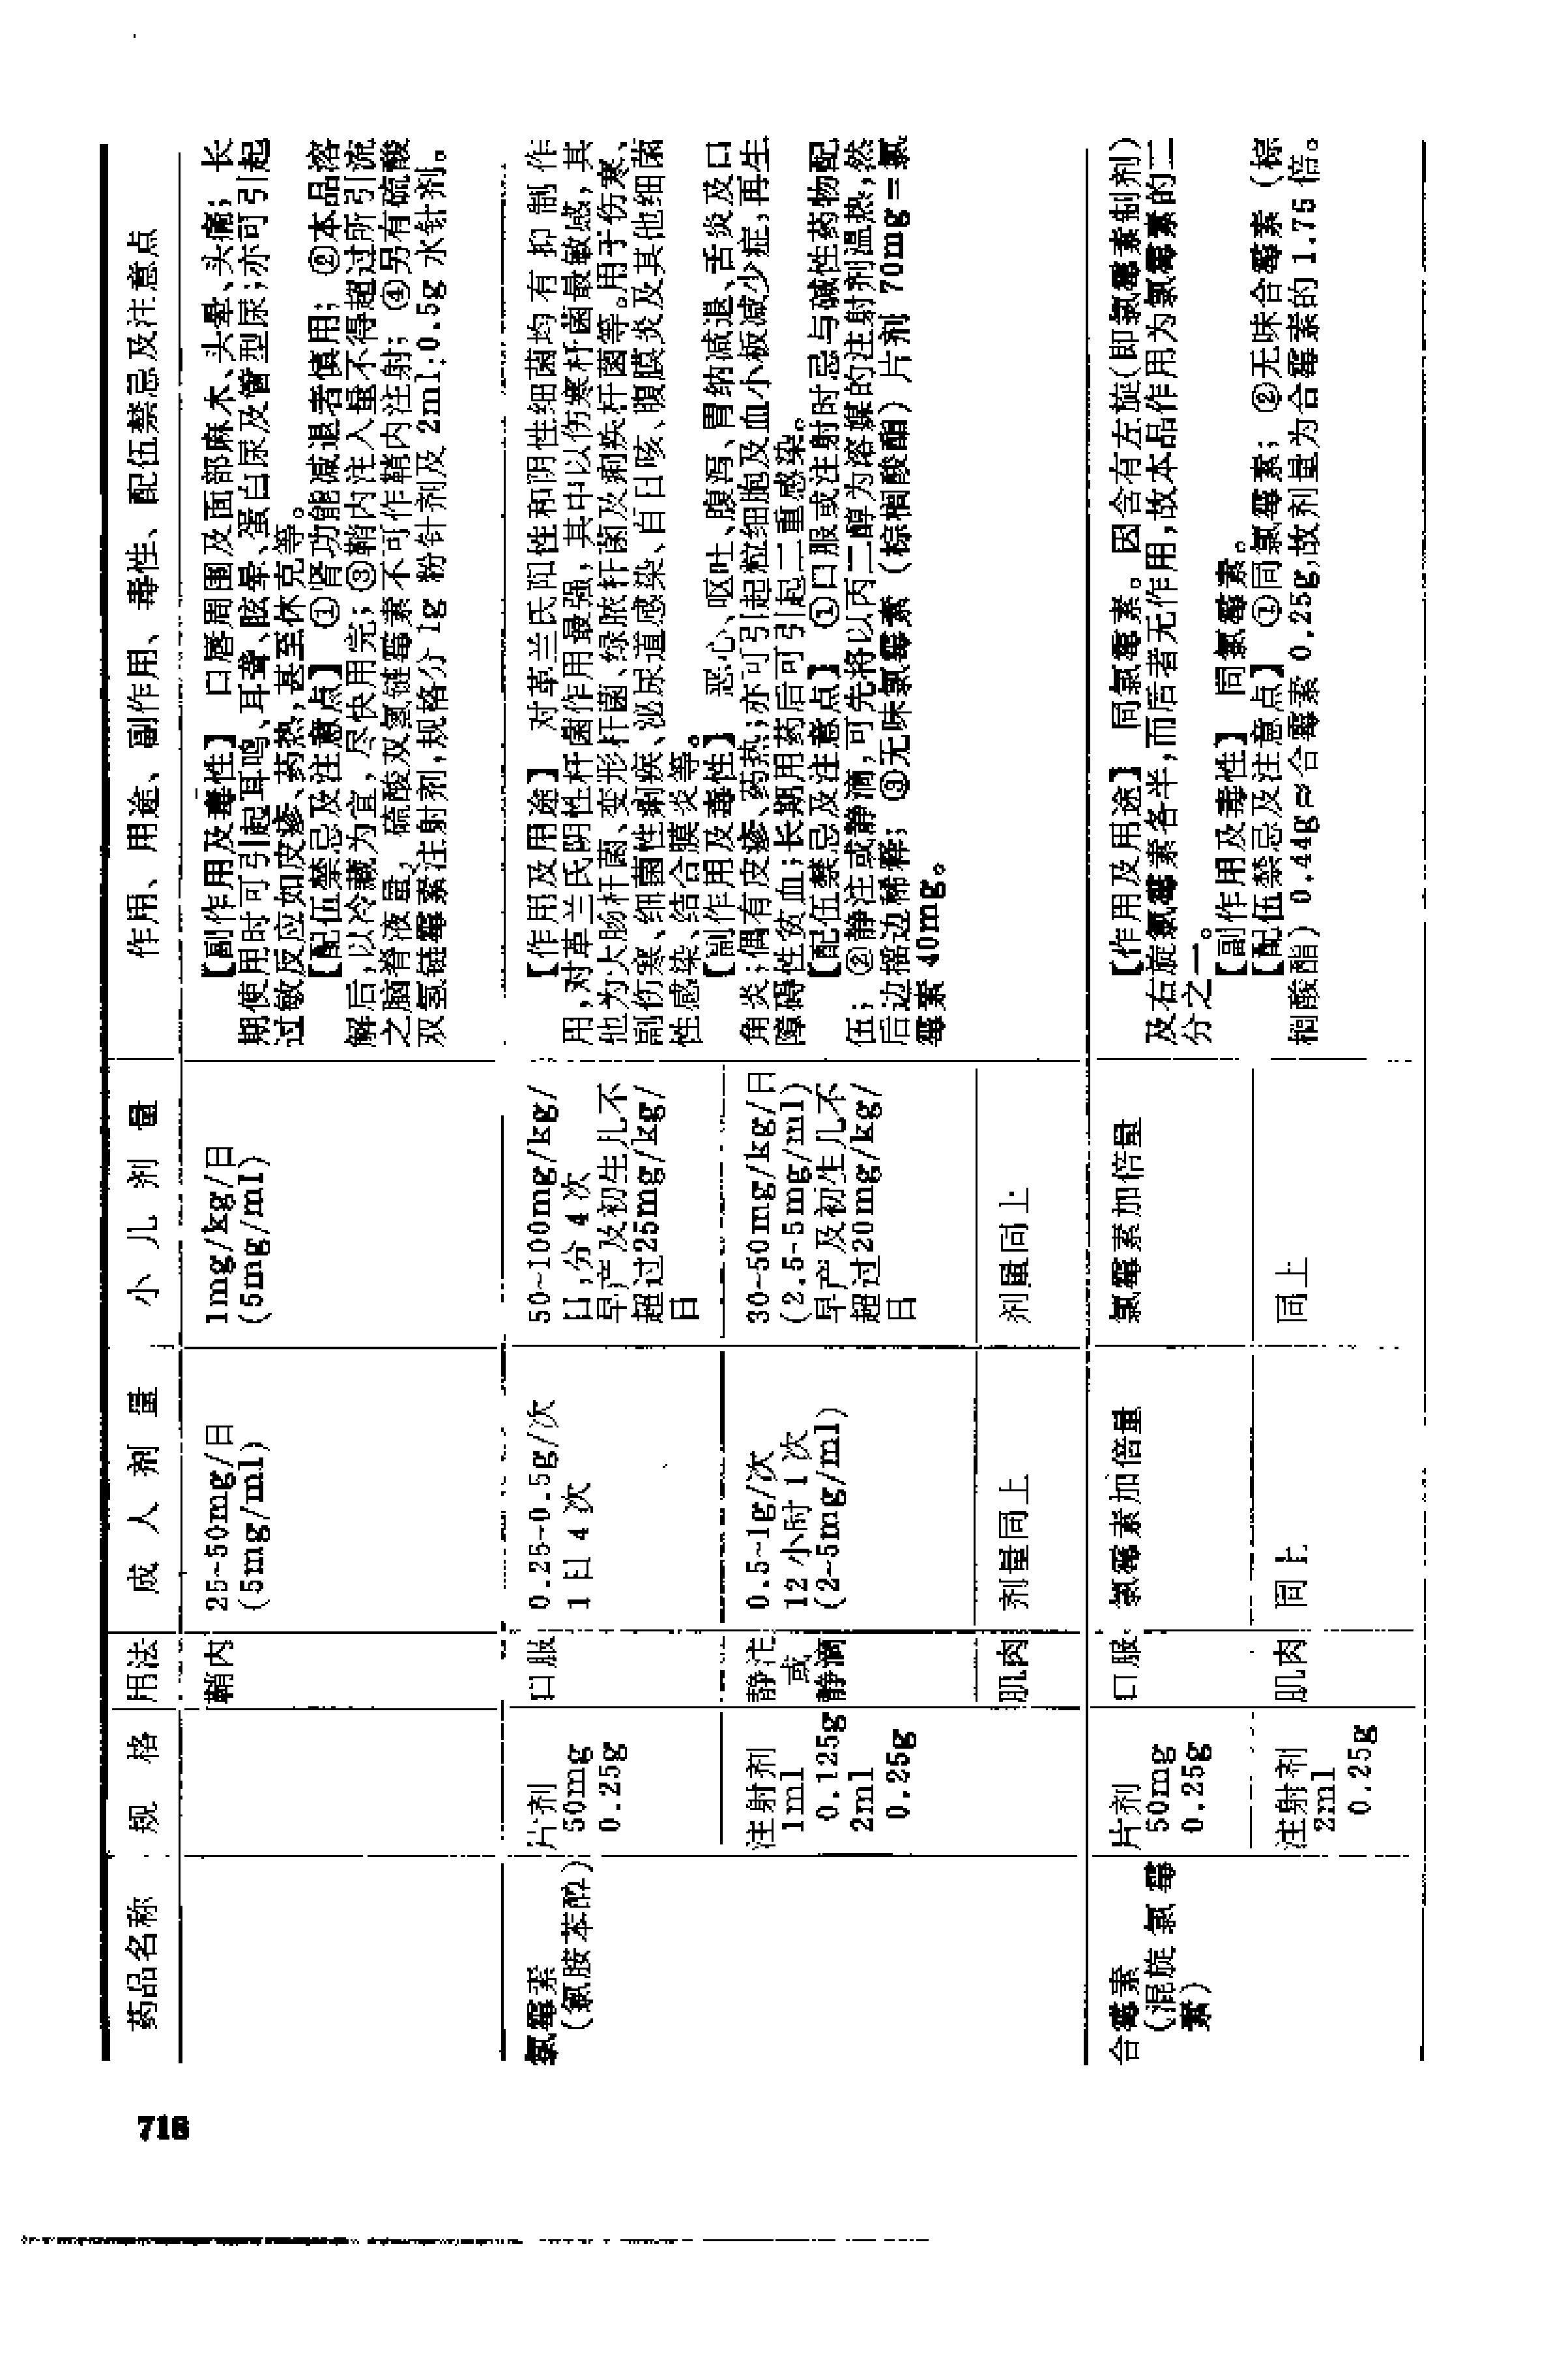 药品名称
规格
用法
成人剂量
小儿剂量
作用、用途、副作用、毒性、配伍禁忌及注意点
鞘内
25~50mg/日
(5mg/ml)
1mg/kg/日
(5mg/ml)
【副作用及毒性】 口唇周围及面部麻木、头晕、头痛；长
期使用时可引起耳鸣、耳聋、眩晕、蛋白尿及管型尿；亦可引起
过敏反应如皮疹、药热，甚至休克等。
【配伍禁忌及注意点】 ①肾功能减退者慎用；②本品溶
解后，以冷藏为宜，尽快用完；③鞘内注入量不得超过所引流
之脑脊液量，硫酸双氢链霉素不可作鞘内注射；④另有硫酸
双氢链霉素注射剂，规格分 1g 粉针剂及 2ml:0.5g 水针剂。
氯霉素
(氯胺苯醇)
片剂
50mg
0.25g
口服
0.25~0.5g/次
1日4次
50~100mg/kg/
日，分4次
早产及初生儿不
超过25mg/kg/
日
【作用及用途】 对革兰氏阳性和阴性细菌均有抑制作
用，对革兰氏阴性杆菌作用最强，其中以伤寒杆菌最敏感，其
他为大肠杆菌、变形杆菌、绿脓杆菌及痢疾杆菌等。用于伤寒、
副伤寒、细菌性痢疾、泌尿道感染、百日咳、腹膜炎及其他细菌
性感染、结合膜炎等。
【副作用及毒性】 恶心、呕吐、腹泻、胃纳减退、舌炎及口
角炎；偶有皮疹、药热；亦可引起粒细胞及血小板减少症，再生
障碍性贫血；长期用药后可引起二重感染。
【配伍禁忌及注意点】 ①口服或注射时忌与碱性药物配
伍；②静注或静滴，可先将以丙二醇为溶媒的注射剂温热，然
后边摇边稀释；③无味氯霉素（棕榈酸酯）片剂 70mg＝氯
霉素 40mg。
注射剂
1ml
0.125g
2ml
0.25g
静注
或
静滴
0.5~1g/次
12小时1次
(2~5mg/ml)
30~50mg/kg/日
(2.5~5mg/ml)
早产及初生儿不
超过20mg/kg/
日
肌肉
剂量同上
剂量同上
合霉素
(混旋氯霉
素)
片剂
50mg
0.25g
口服
氯霉素加倍量
氯霉素加倍量
【作用及用途】 同氯霉素。因含有左旋（即氯霉素制剂）
及右旋氯霉素各半，而后者无作用，故本品作用为氯霉素的二
分之一。
【副作用及毒性】 同氯霉素。
【配伍禁忌及注意点】 ①同氯霉素；②无味合霉素（棕
榈酸酯）0.44g≈合霉素 0.25g，故剂量为合霉素的 1.75 倍。
注射剂
2ml
0.25g
肌肉
同上
同上
718